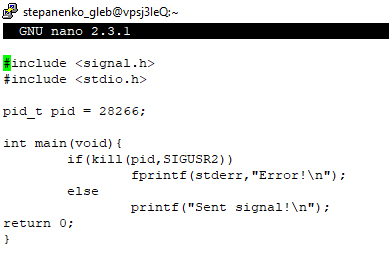 stepanenko_gleb@vpsj3leQ:~
GNU nano 2.3.1
#include <signal.h>
#include <stdio.h>
pid_t pid = 28266;
int main(void){
        if(kill(pid,SIGUSR2))
                fprintf(stderr,"Error!\n");
        else
                printf("Sent signal!\n");
return 0;
}